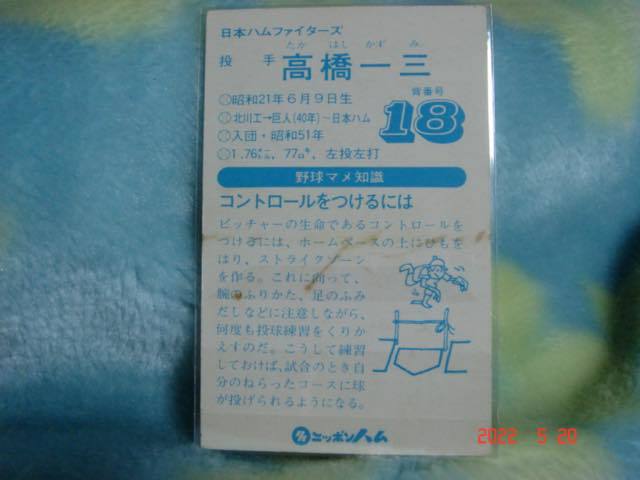 日本ハムファイターズ
たか はし かず み
投手 高橋一三
昭和21年6月9日生
背番号
18
北川工→巨人(40年)→日本ハム
入団・昭和51年
1.76メートル、77キロ、左投左打
野球マメ知識
コントロールをつけるには
ピッチャーの生命であるコントロールを
つけるには、ホームベースの上にひもを
はり、ストライクゾーン
を作る。これに向って、
腕のふりかた、足のふみ
だしなどに注意しながら、
何度も投球練習をくりか
えすのだ。こうして練習
しておけば、試合のとき自
分のねらったコースに球
が投げられるようになる。
ニッポンハム
2022 5 20